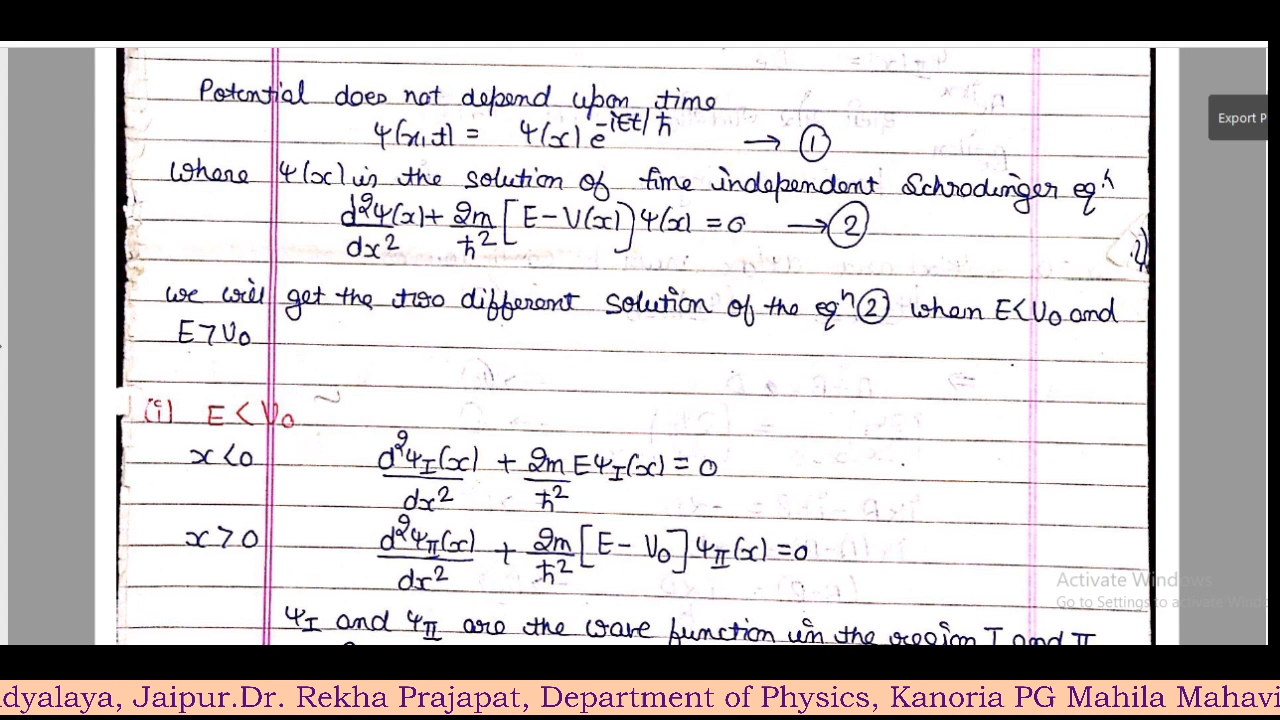 Potential does not depend upon time
ψ(x,t) = ψ(x) e^-iEt/ħ → ①
where ψ(x) is the solution of time independent Schrodinger eqⁿ
d²ψ(x)/dx² + 2m/ħ² [E - V(x)] ψ(x) = 0 → ②
we will get the two different solution of the eqⁿ ② when E<V₀ and
E>V₀
(i) E < V₀
x<0 d²ψ_I(x)/dx² + 2m/ħ² Eψ_I(x) = 0
x>0 d²ψ_II(x)/dx² + 2m/ħ² [E - V₀] ψ_II(x) = 0
ψ_I and ψ_II are the wave function in the region I and II
Export P
Activate Windows
Go to Settings to activate Windo
dyalaya, Jaipur.Dr. Rekha Prajapat, Department of Physics, Kanoria PG Mahila Mahavi